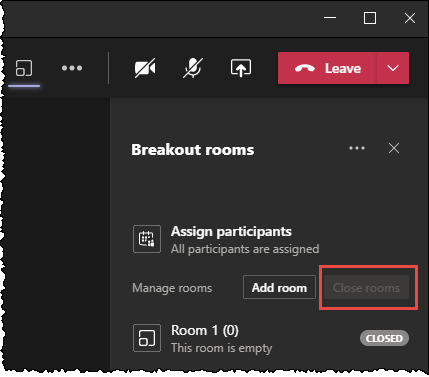 Leave
Breakout rooms
Assign participants
All participants are assigned
Manage rooms Add room Close rooms
Room 1 (0)
This room is empty
CLOSED